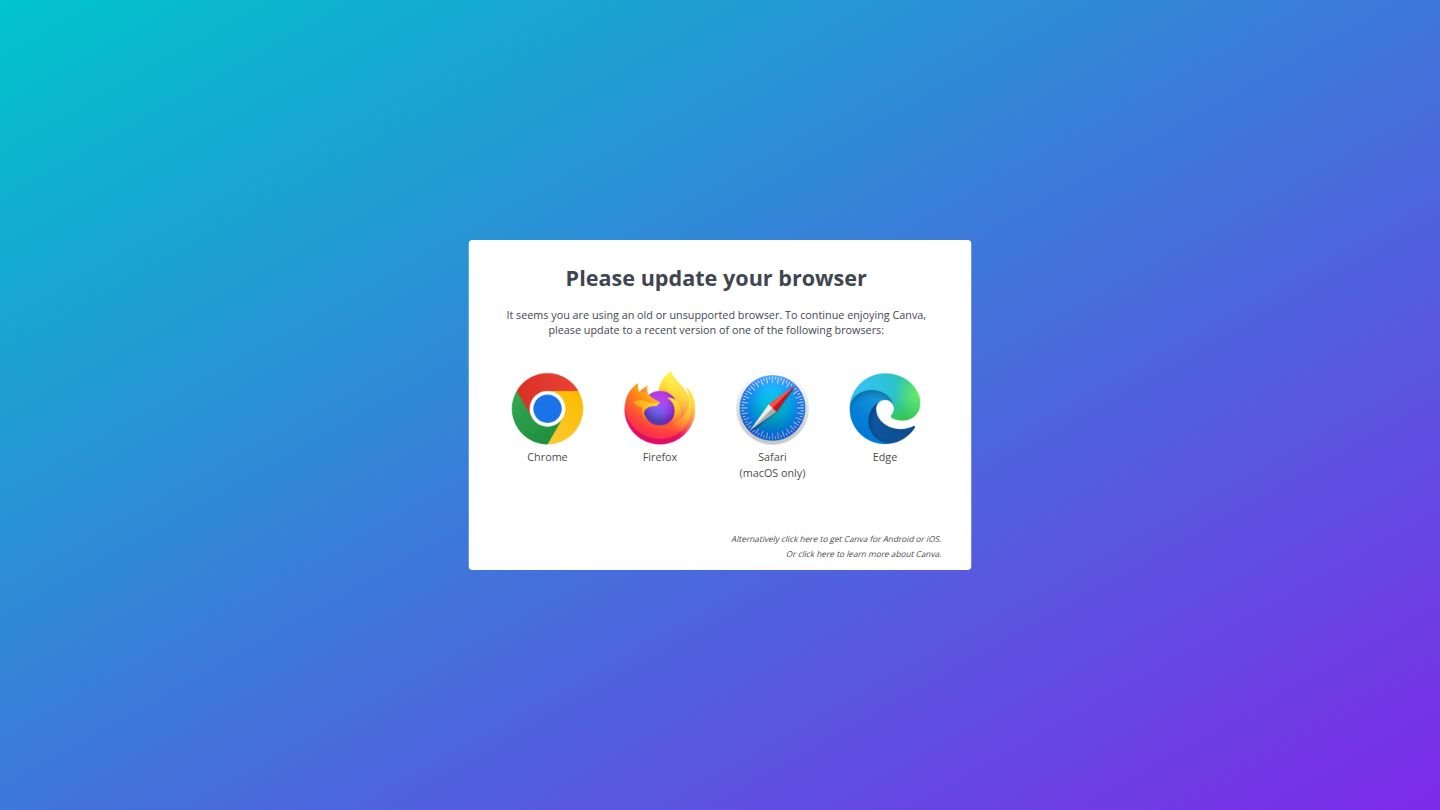 Please update your browser
It seems you are using an old or unsupported browser. To continue enjoying Canva,
please update to a recent version of one of the following browsers:
Chrome
Firefox
Safari
(macOS only)
Edge
Alternatively click here to get Canva for Android or iOS.
Or click here to learn more about Canva.